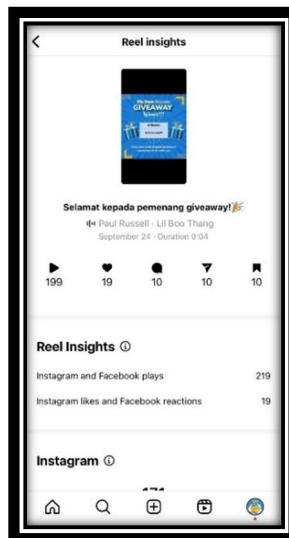 Reel insights
GIVEAWAY
Selamat kepada pemenang giveaway!🎉
Paul Russell · Lil Boo Thang
September 24 · Duration 0:04
199 19 10 10 10
Reel Insights
Instagram and Facebook plays 219
Instagram likes and Facebook reactions 19
Instagram